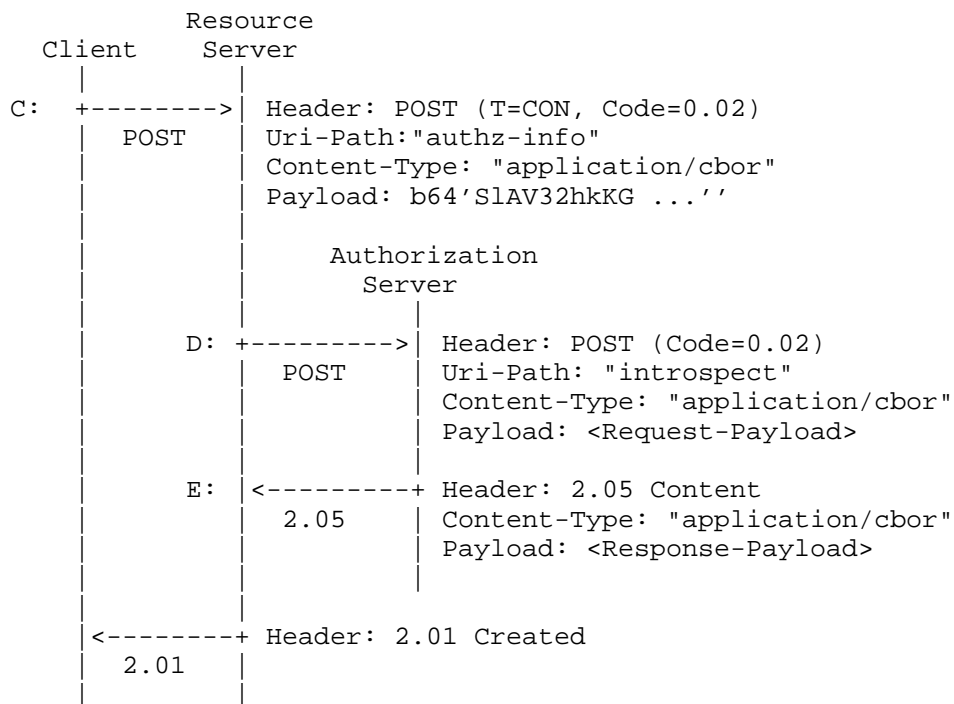 Resource
Client Server
C: +-------->| Header: POST (T=CON, Code=0.02)
POST | Uri-Path:"authz-info"
| Content-Type: "application/cbor"
| Payload: b64'SlAV32hkKG ...''
Authorization
Server
D: +--------->| Header: POST (Code=0.02)
POST | Uri-Path: "introspect"
| Content-Type: "application/cbor"
| Payload: <Request-Payload>
E: |<---------+ Header: 2.05 Content
2.05 | Content-Type: "application/cbor"
| Payload: <Response-Payload>
|<--------+ Header: 2.01 Created
2.01